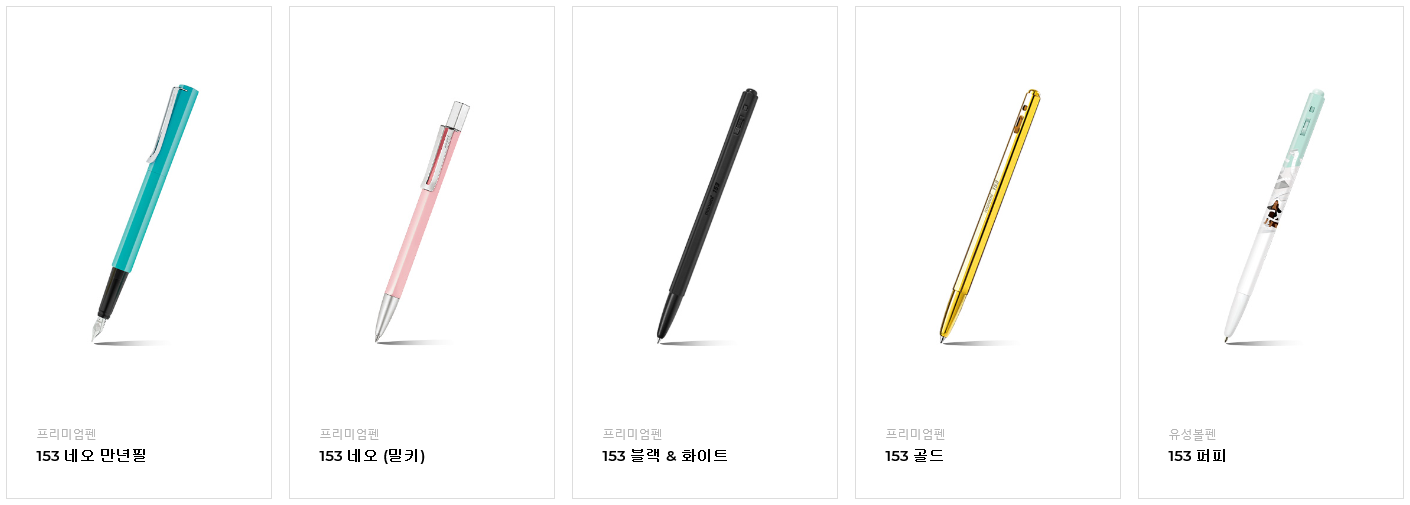 프리미엄펜
153 네오 만년필
프리미엄펜
153 네오 (밀키)
프리미엄펜
153 블랙 & 화이트
프리미엄펜
153 골드
유성볼펜
153 퍼피